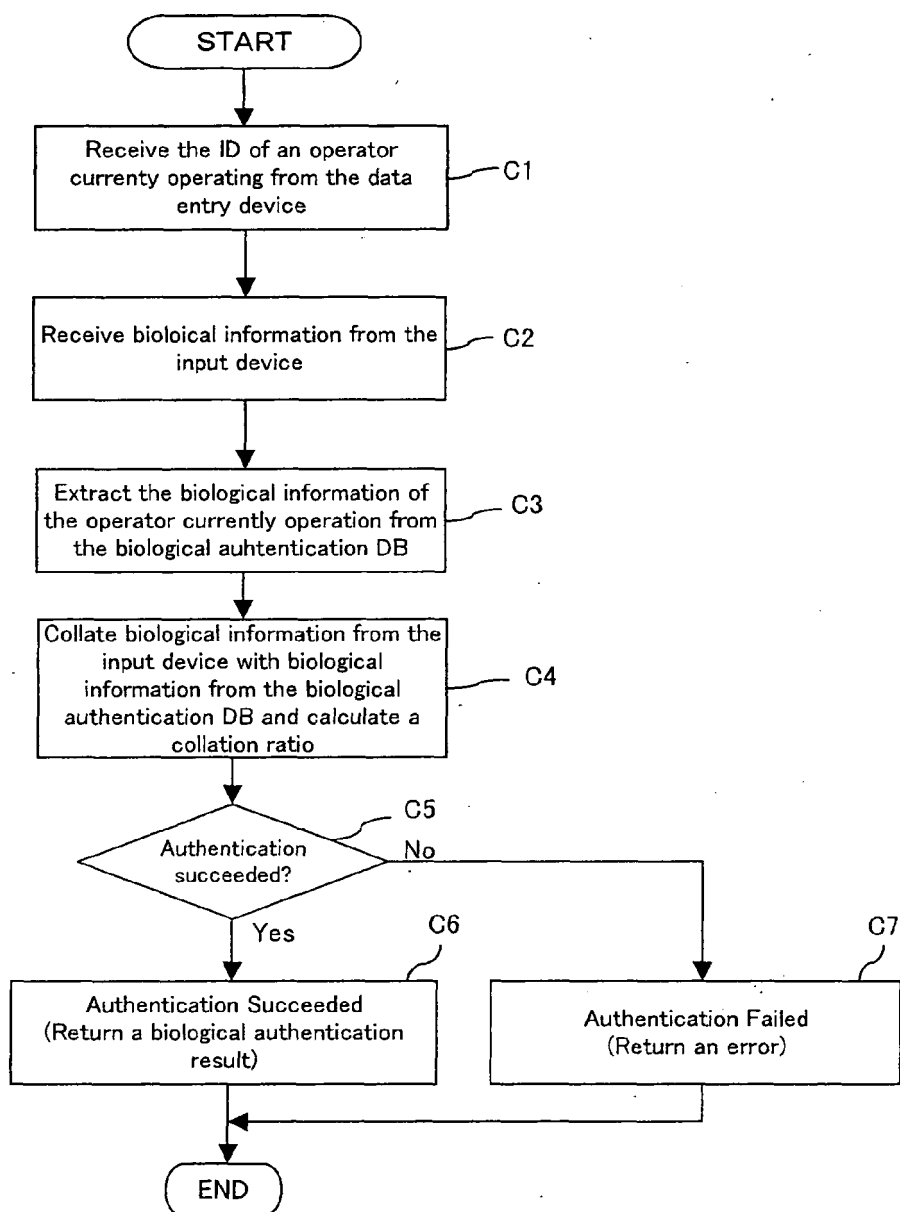 START
Receive the ID of an operator
currenty operating from the data
entry device
C1
Receive bioloical information from the
input device
C2
Extract the biological information of
the operator currently operation from
the biological auhtentication DB
C3
Collate biological information from the
input device with biological
information from the biological
authentication DB and calculate a
collation ratio
C4
C5
Authentication
succeeded?
No
Yes
C6
Authentication Succeeded
(Return a biological authentication
result)
C7
Authentication Failed
(Return an error)
END